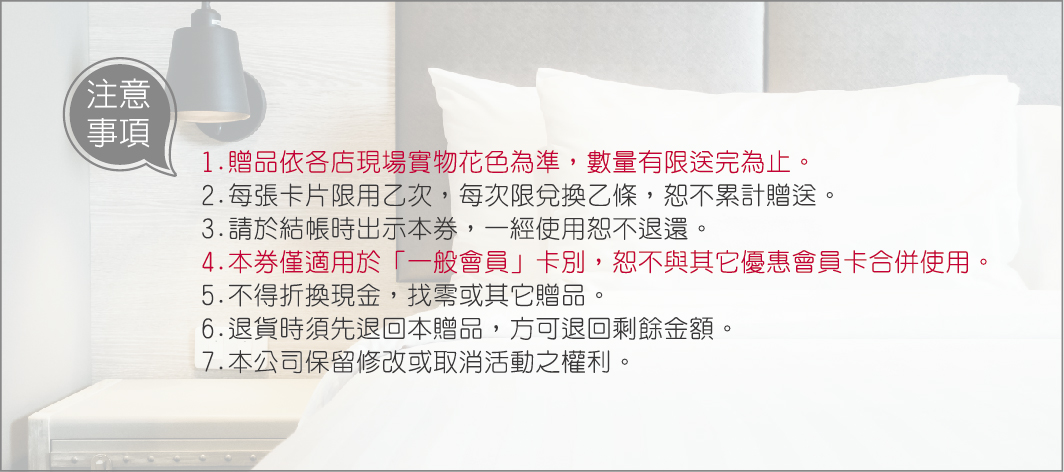 注意
事項
1.贈品依各店現場實物花色為準，數量有限送完為止。
2.每張卡片限用乙次，每次限兌換乙條，恕不累計贈送。
3.請於結帳時出示本券，一經使用恕不退還。
4.本券僅適用於「一般會員」卡別，恕不與其它優惠會員卡合併使用。
5.不得折換現金，找零或其它贈品。
6.退貨時須先退回本贈品，方可退回剩餘金額。
7.本公司保留修改或取消活動之權利。